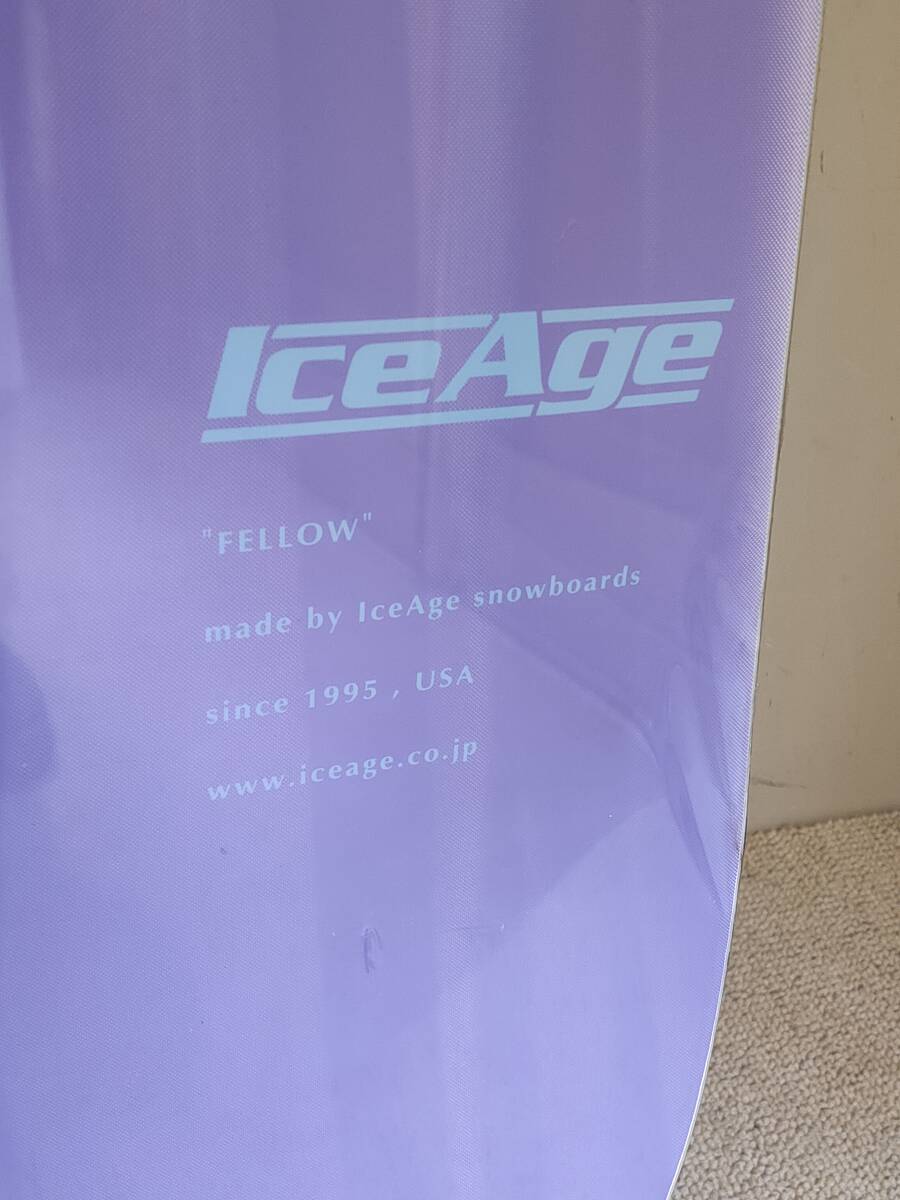 IceAge
"FELLOW"
made by IceAge snowboards
since 1995 , USA
www.iceage.co.jp